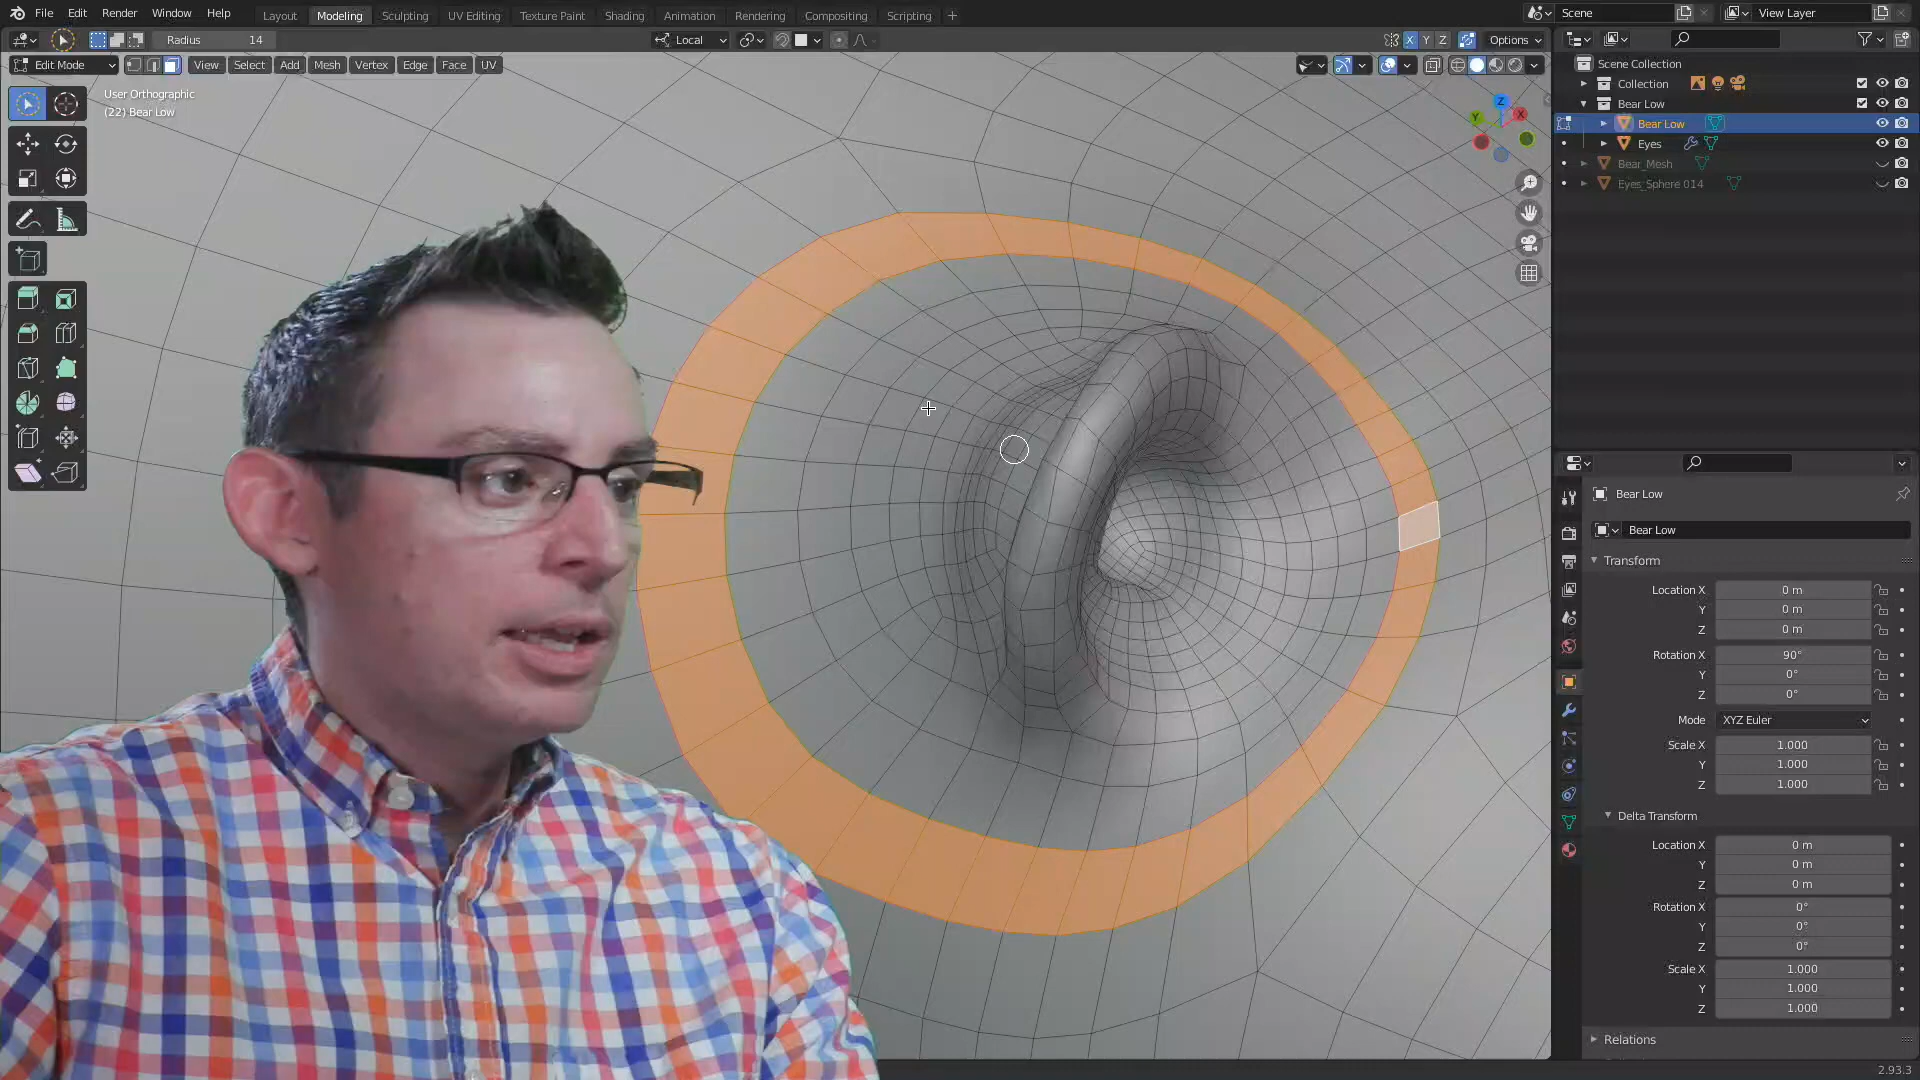 File Edit Render Window Help Layout Modeling Sculpting UV Editing Texture Paint Shading Animation Rendering Compositing Scripting Scene View Layer
Radius 14 Local X Y Z Options
Edit Mode View Select Add Mesh Vertex Edge Face UV
User Orthographic
(22) Bear Low
Z
Y X
Scene Collection
Collection
Bear Low
Bear Low
Eyes
Bear_Mesh
Eyes_Sphere 014
Bear Low
Bear Low
Transform
Location X 0 m
Y 0 m
Z 0 m
Rotation X 90°
Y 0°
Z 0°
Mode XYZ Euler
Scale X 1.000
Y 1.000
Z 1.000
Delta Transform
Location X 0 m
Y 0 m
Z 0 m
Rotation X 0°
Y 0°
Z 0°
Scale X 1.000
Y 1.000
Z 1.000
Relations
2.93.3